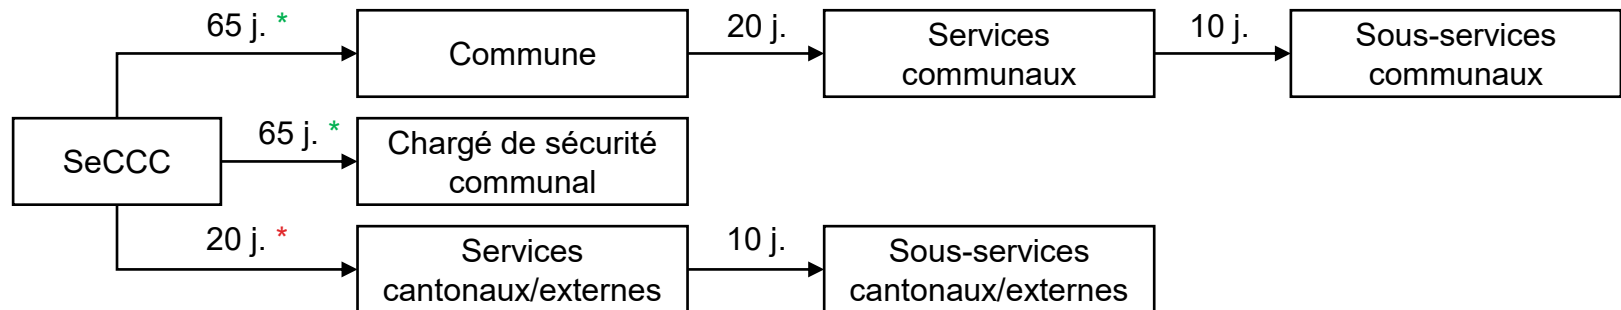 65 j. *
Commune
20 j.
Services
communaux
10 j.
Sous-services
communaux
SeCCC
65 j. *
Chargé de sécurité
communal
20 j. *
Services
cantonaux/externes
10 j.
Sous-services
cantonaux/externes